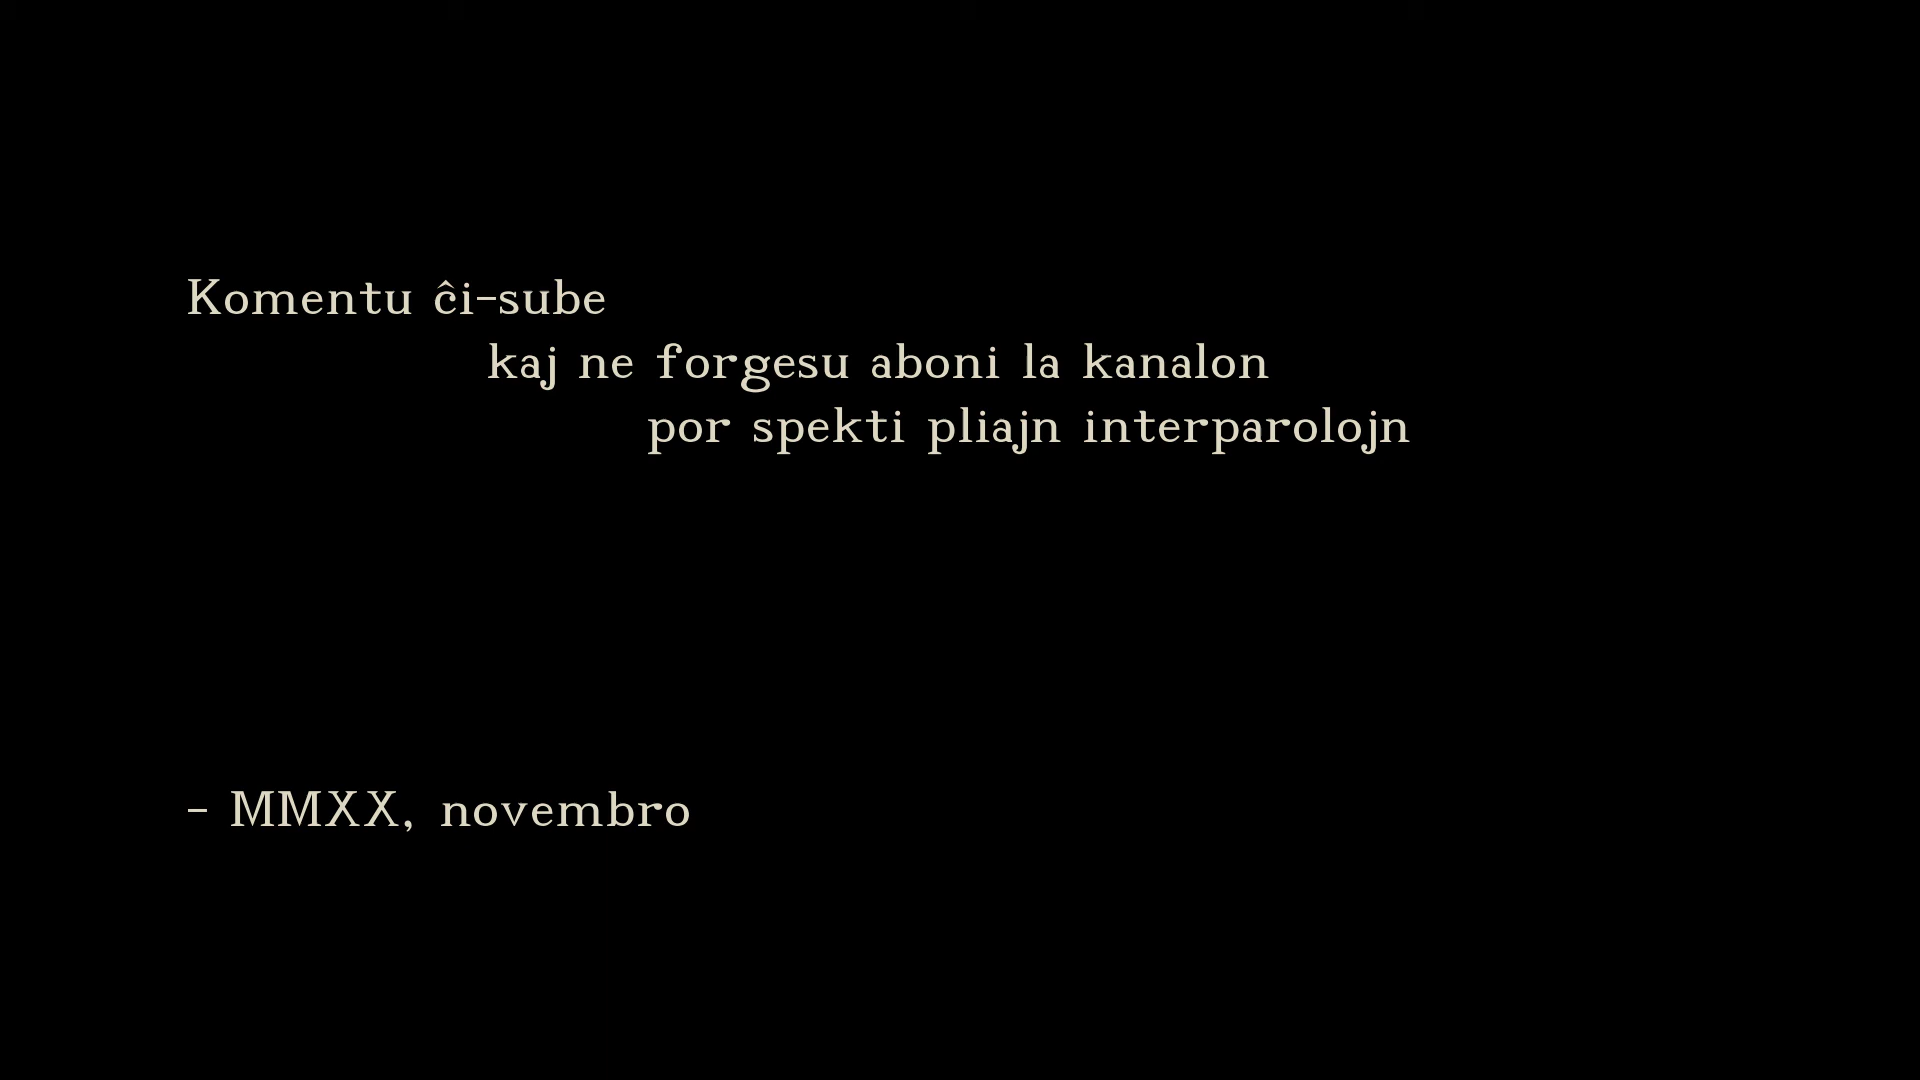 Komentu ĉi-sube
kaj ne forgesu aboni la kanalon
por spekti pliajn interparolojn
- MMXX, novembro